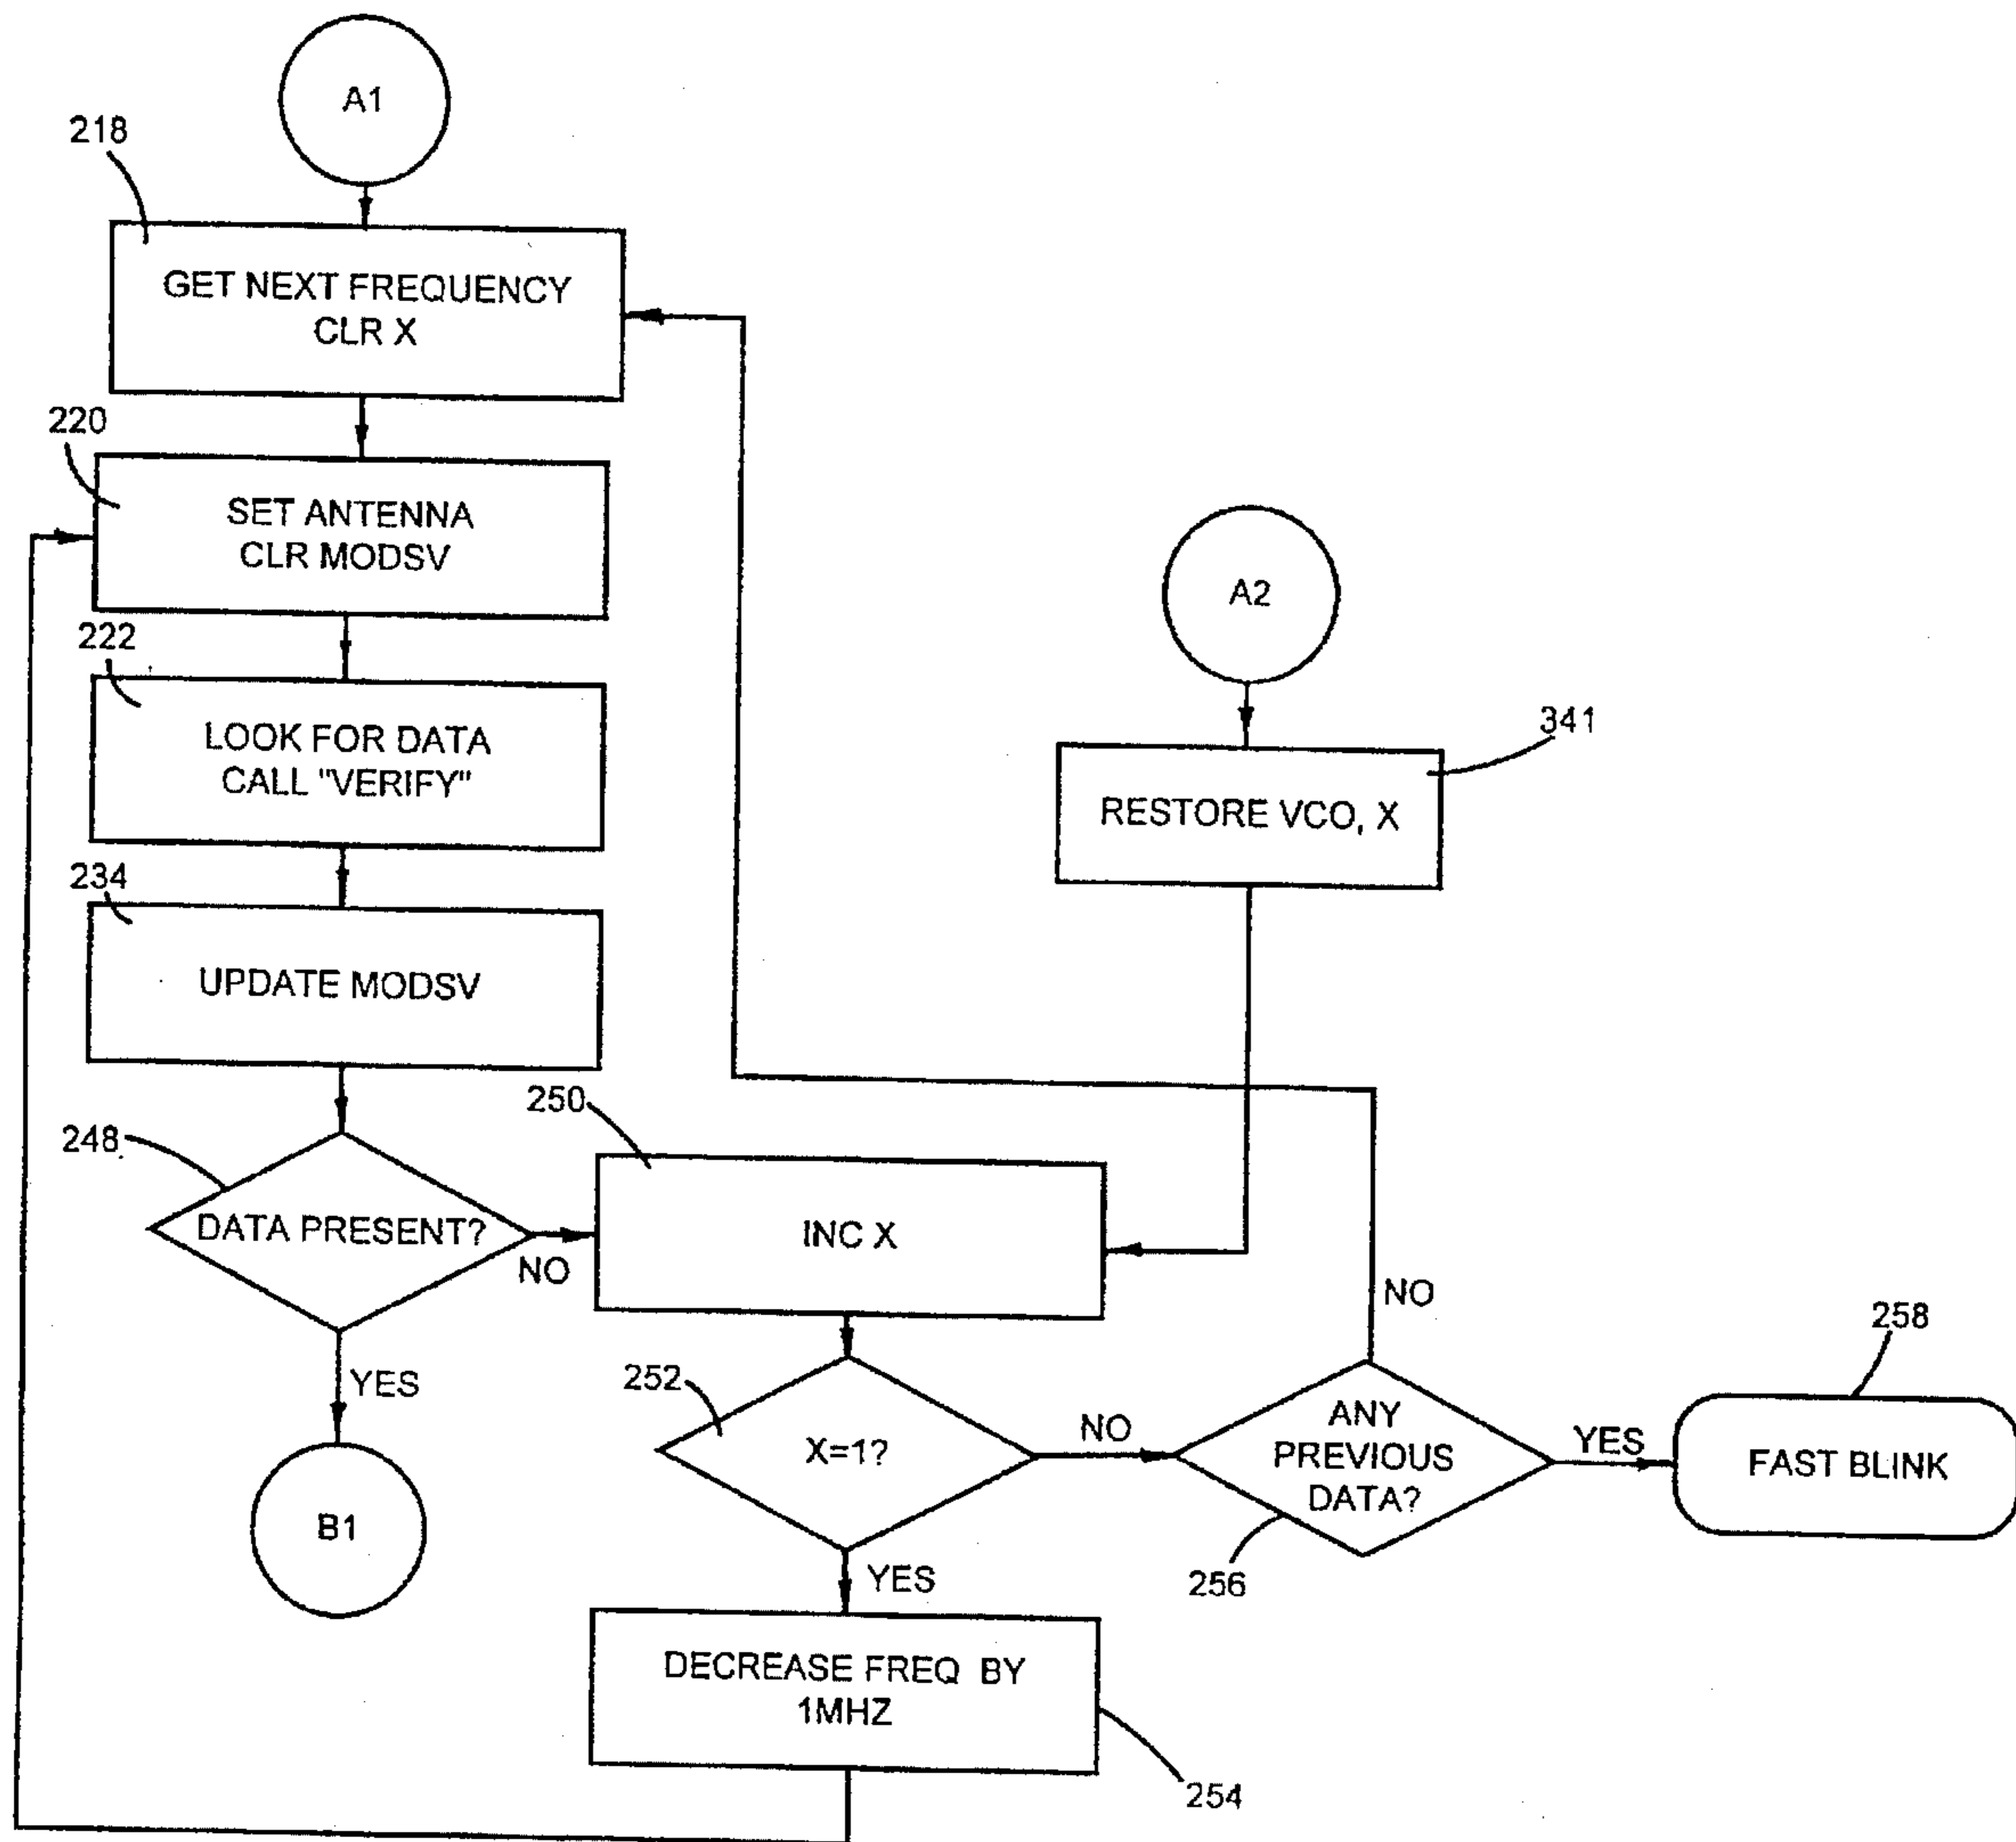 A1
218
GET NEXT FREQUENCY
CLR X
220
SET ANTENNA
CLR MODSV
222
LOOK FOR DATA
CALL "VERIFY"
234
UPDATE MODSV
A2
341
RESTORE VCO, X
248
DATA PRESENT?
NO
YES
B1
250
INC X
252
X=1?
NO
YES
ANY
PREVIOUS
DATA?
256
NO
YES
258
FAST BLINK
DECREASE FREQ BY
1MHZ
254